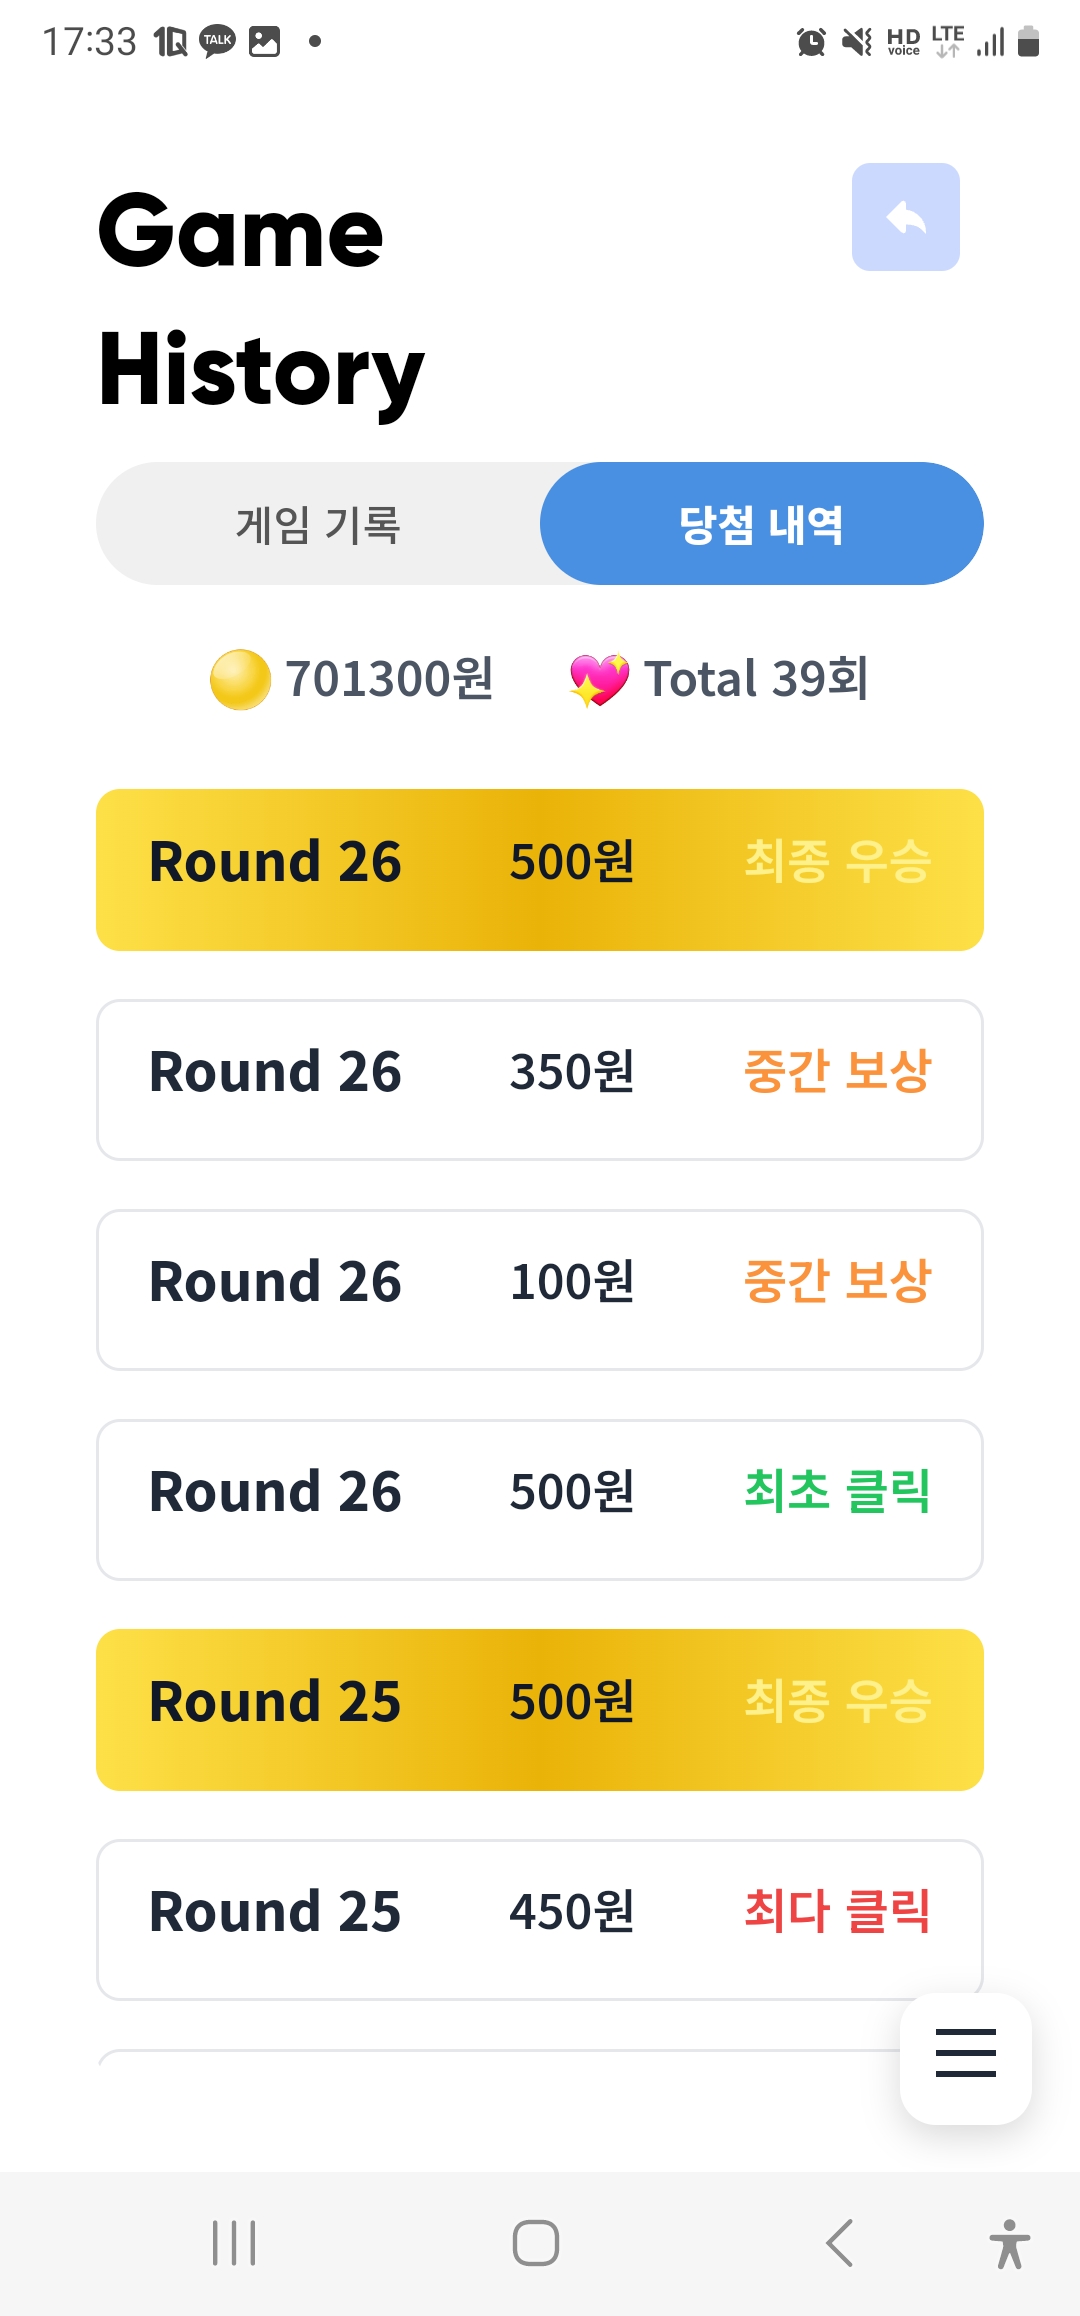 17:33 1Q TALK HD voice LTE
Game
History
게임 기록 당첨 내역
701300원 Total 39회
Round 26 500원 최종 우승
Round 26 350원 중간 보상
Round 26 100원 중간 보상
Round 26 500원 최초 클릭
Round 25 500원 최종 우승
Round 25 450원 최다 클릭